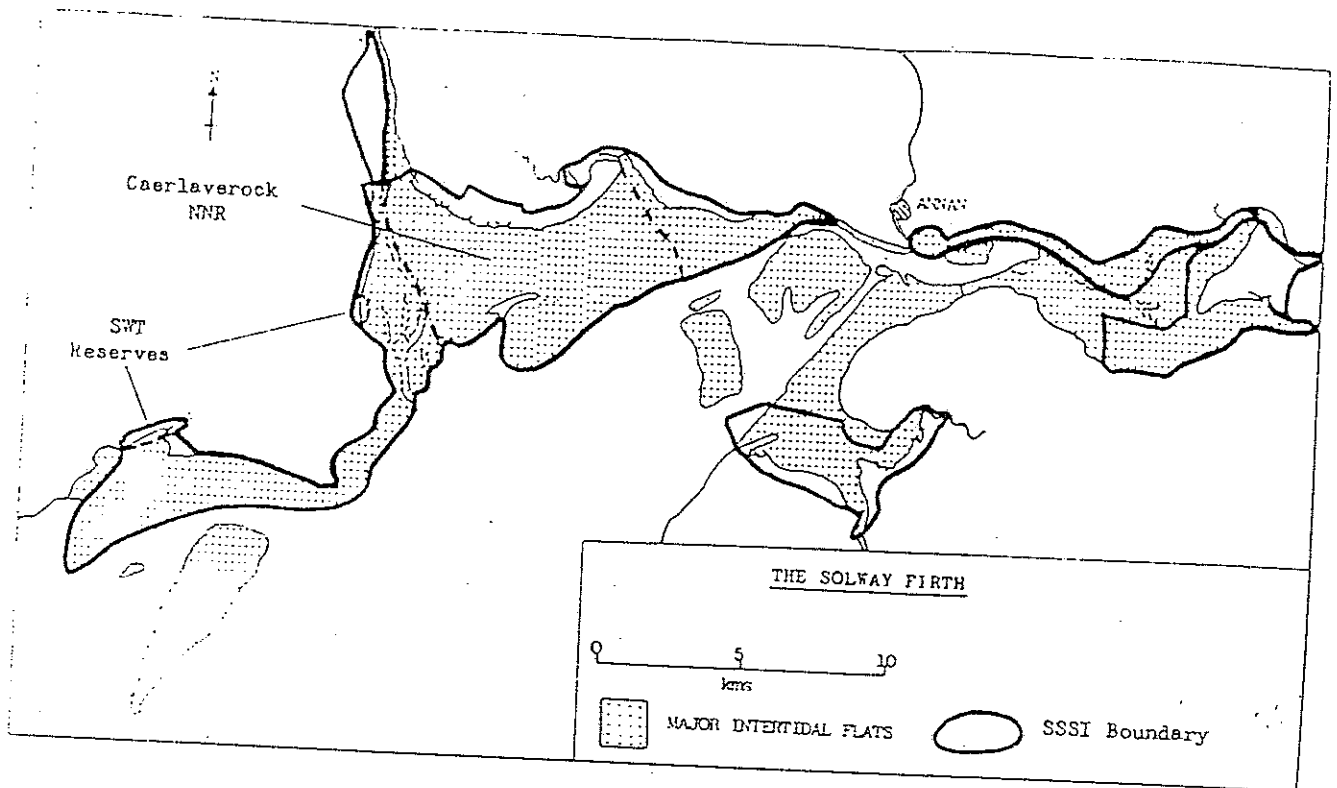 N
Caerlaverock
NNR
ANNAN
SWT
Reserves
THE SOLWAY FIRTH
0 5 10
kms
MAJOR INTERTIDAL FLATS
SSSI Boundary